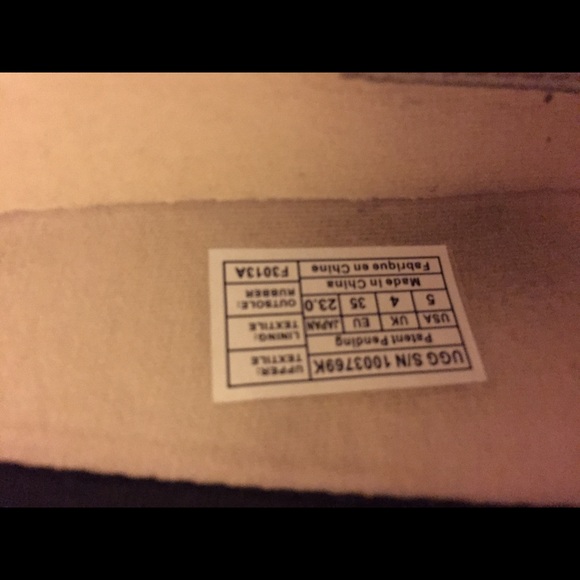 UGG S/N 1003769K
Patent Pending
USA UK EU JAPAN
5 4 35 23.0
Made in China
Fabrique en Chine
UPPER:
TEXTILE
LINING:
TEXTILE
OUTSOLE:
RUBBER
F3013A